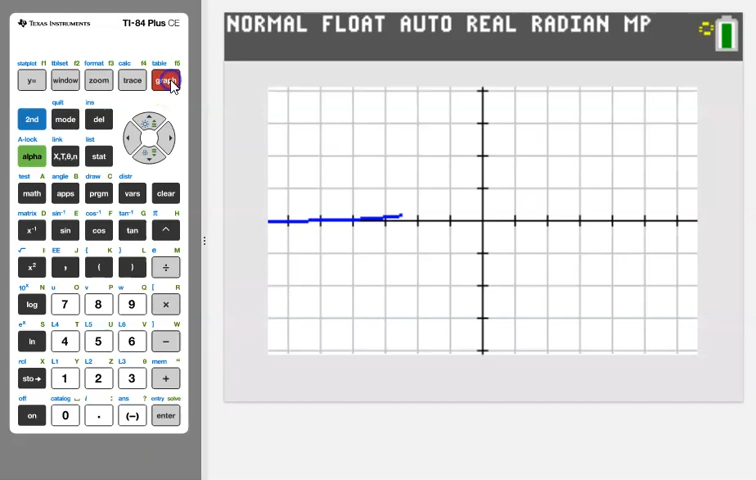 TEXAS INSTRUMENTS TI-84 Plus CE
NORMAL FLOAT AUTO REAL RADIAN MP
statplot f1 tblset f2 format f3 calc f4 table f5
y= window zoom trace graph
quit ins
2nd mode del
A-lock link list
alpha X,T,θ,n stat
test A angle B draw C distr
math apps prgm vars clear
matrix D sin⁻¹ E cos⁻¹ F tan⁻¹ G π H
x⁻¹ sin cos tan ^
√ I EE J { K } L e M
x² , ( ) ÷
10ˣ N u O v P w Q [ R
log 7 8 9 ×
eˣ S L4 T L5 U L6 V ] W
ln 4 5 6 −
rcl X L1 Y L2 Z L3 θ mem "
sto→ 1 2 3 +
off catalog i : ans ? entry solve
on 0 . (−) enter